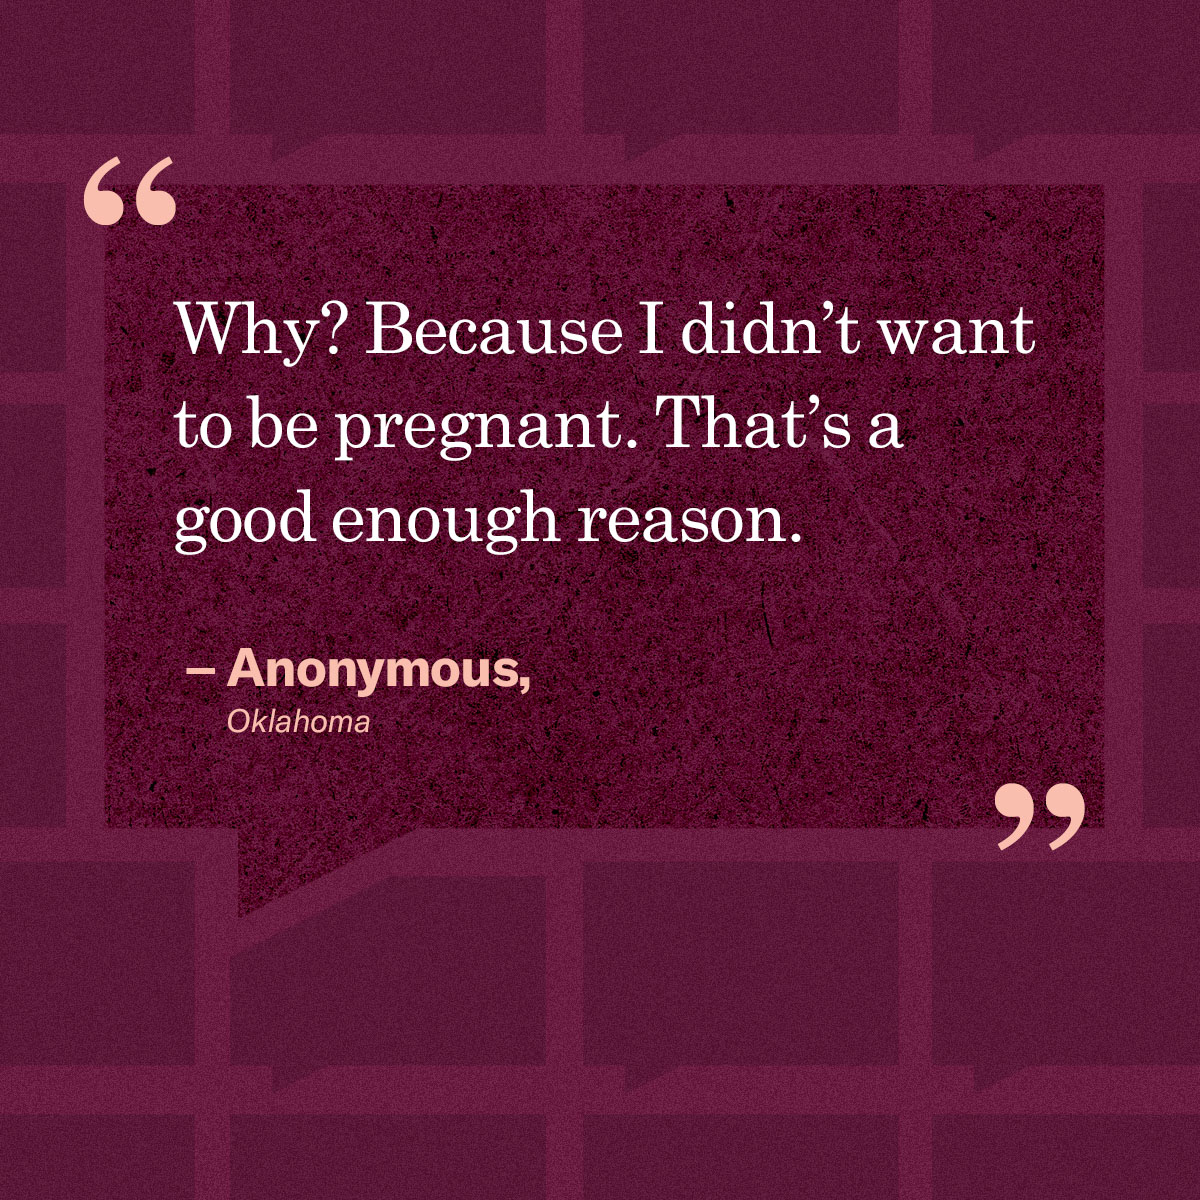 “
Why? Because I didn’t want
to be pregnant. That’s a
good enough reason.
– Anonymous,
Oklahoma
”